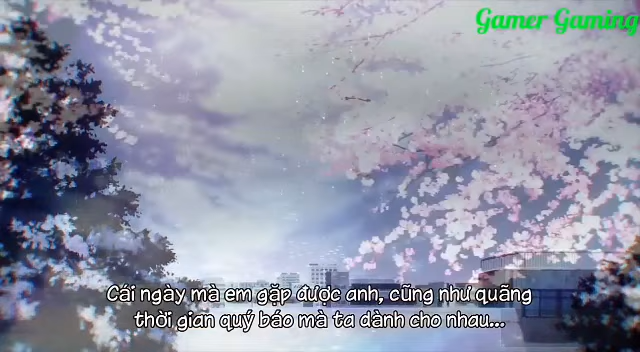 Gamer Gaming
Cái ngày mà em gặp được anh, cũng như quãng
thời gian quý báo mà ta dành cho nhau...